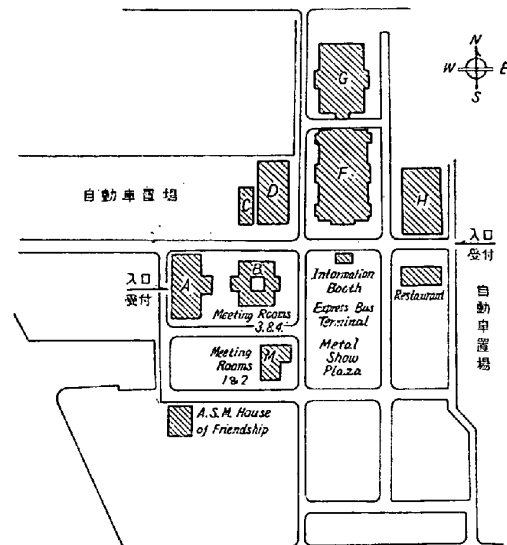 N
W E
S
G
F
C
D
H
自動車置場
入口
受付
入口
受付
A
B
Meeting Rooms
3.&4.
Information
Booth
Express Bus
Terminal
Metal
Show
Plaza
Restaurant
自動車置場
Meeting
Rooms
1&2
M
A.S.M. House
of Friendship